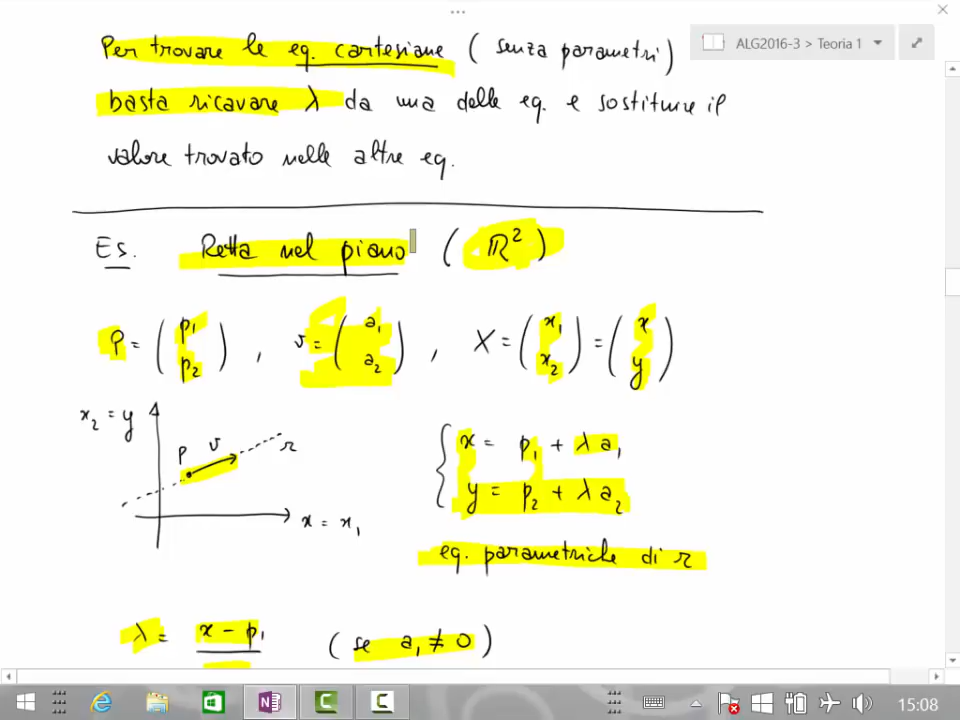 ALG2016-3 > Teoria 1
Per trovare le eq. cartesiane (senza parametri)
basta ricavare λ da una delle eq. e sostituire il
valore trovato nelle altre eq.
Es. Retta nel piano (ℝ²)
P = (p₁ p₂), v = (a₁ a₂), X = (x₁ x₂) = (x y)
x₂ = y
P v r
x = x₁
{ x = p₁ + λ a₁
y = p₂ + λ a₂
eq. parametriche di r
λ = x - p₁ (se a₁ ≠ 0)
15:08